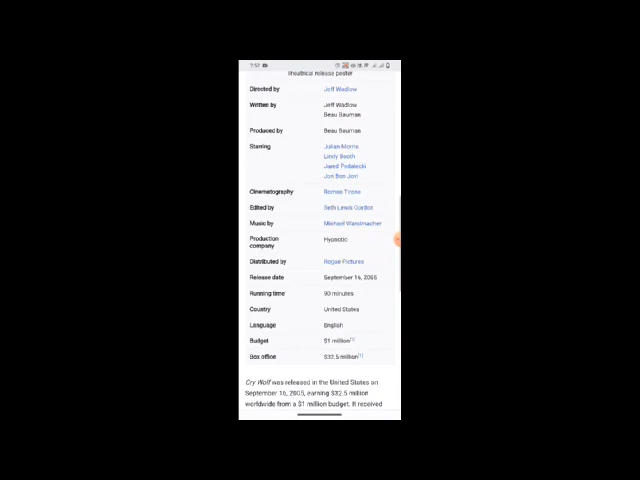 7:57
Theatrical release poster
Directed by Jeff Wadlow
Written by Jeff Wadlow
Beau Bauman
Produced by Beau Bauman
Starring Julian Morris
Lindy Booth
Jared Padalecki
Jon Bon Jovi
Cinematography Romeo Tirone
Edited by Seth Lewis Gordon
Music by Michael Wandmacher
Production
company Hypnotic
Distributed by Rogue Pictures
Release date September 16, 2005
Running time 90 minutes
Country United States
Language English
Budget $1 million[1]
Box office $32.5 million[1]
Cry Wolf was released in the United States on
September 16, 2005, earning $32.5 million
worldwide from a $1 million budget. It received